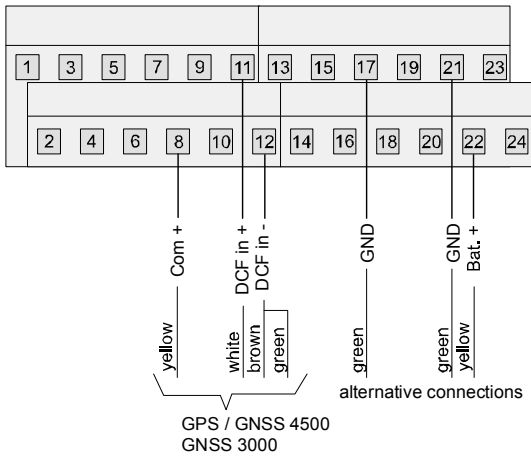 1 3 5 7 9 11 13 15 17 19 21 23
2 4 6 8 10 12 14 16 18 20 22 24
Com +
DCF in +
DCF in -
GND
GND
Bat. +
yellow
white
brown
green
green
green
yellow
alternative connections
GPS / GNSS 4500
GNSS 3000